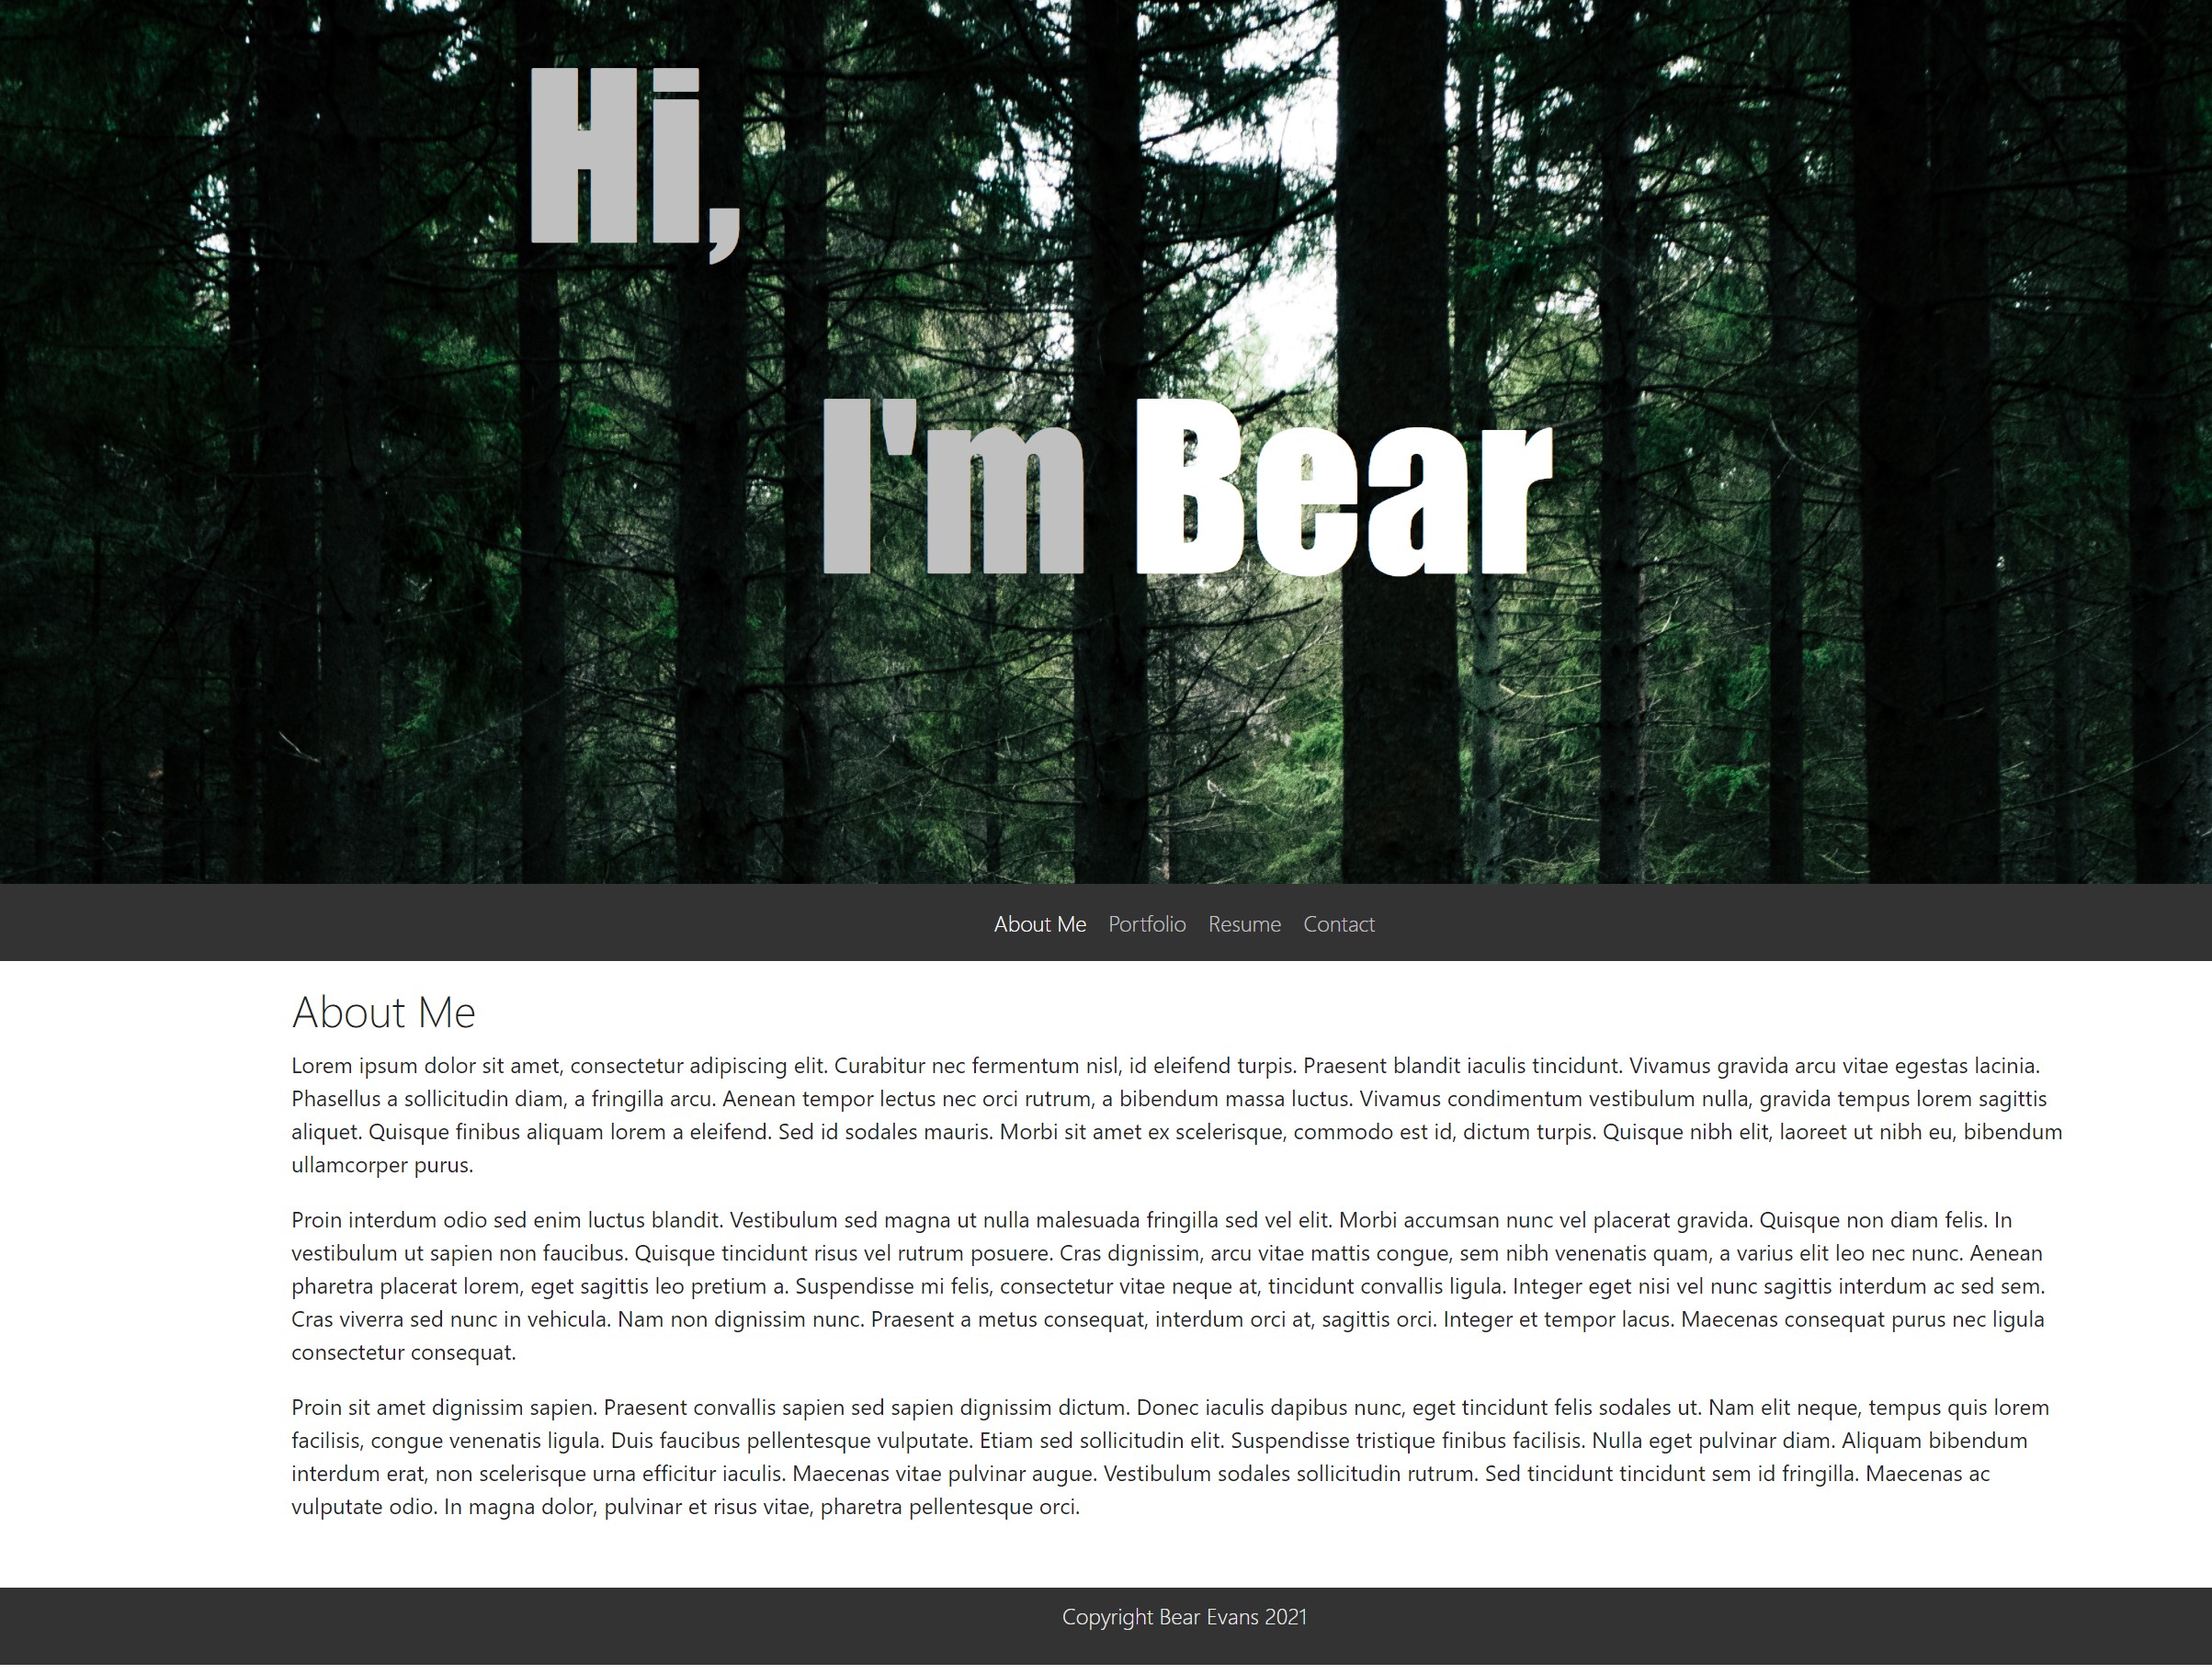 Hi,
I'm Bear
About Me Portfolio Resume Contact
About Me
Lorem ipsum dolor sit amet, consectetur adipiscing elit. Curabitur nec fermentum nisl, id eleifend turpis. Praesent blandit iaculis tincidunt. Vivamus gravida arcu vitae egestas lacinia.
Phasellus a sollicitudin diam, a fringilla arcu. Aenean tempor lectus nec orci rutrum, a bibendum massa luctus. Vivamus condimentum vestibulum nulla, gravida tempus lorem sagittis
aliquet. Quisque finibus aliquam lorem a eleifend. Sed id sodales mauris. Morbi sit amet ex scelerisque, commodo est id, dictum turpis. Quisque nibh elit, laoreet ut nibh eu, bibendum
ullamcorper purus.
Proin interdum odio sed enim luctus blandit. Vestibulum sed magna ut nulla malesuada fringilla sed vel elit. Morbi accumsan nunc vel placerat gravida. Quisque non diam felis. In
vestibulum ut sapien non faucibus. Quisque tincidunt risus vel rutrum posuere. Cras dignissim, arcu vitae mattis congue, sem nibh venenatis quam, a varius elit leo nec nunc. Aenean
pharetra placerat lorem, eget sagittis leo pretium a. Suspendisse mi felis, consectetur vitae neque at, tincidunt convallis ligula. Integer eget nisi vel nunc sagittis interdum ac sed sem.
Cras viverra sed nunc in vehicula. Nam non dignissim nunc. Praesent a metus consequat, interdum orci at, sagittis orci. Integer et tempor lacus. Maecenas consequat purus nec ligula
consectetur consequat.
Proin sit amet dignissim sapien. Praesent convallis sapien sed sapien dignissim dictum. Donec iaculis dapibus nunc, eget tincidunt felis sodales ut. Nam elit neque, tempus quis lorem
facilisis, congue venenatis ligula. Duis faucibus pellentesque vulputate. Etiam sed sollicitudin elit. Suspendisse tristique finibus facilisis. Nulla eget pulvinar diam. Aliquam bibendum
interdum erat, non scelerisque urna efficitur iaculis. Maecenas vitae pulvinar augue. Vestibulum sodales sollicitudin rutrum. Sed tincidunt tincidunt sem id fringilla. Maecenas ac
vulputate odio. In magna dolor, pulvinar et risus vitae, pharetra pellentesque orci.
Copyright Bear Evans 2021